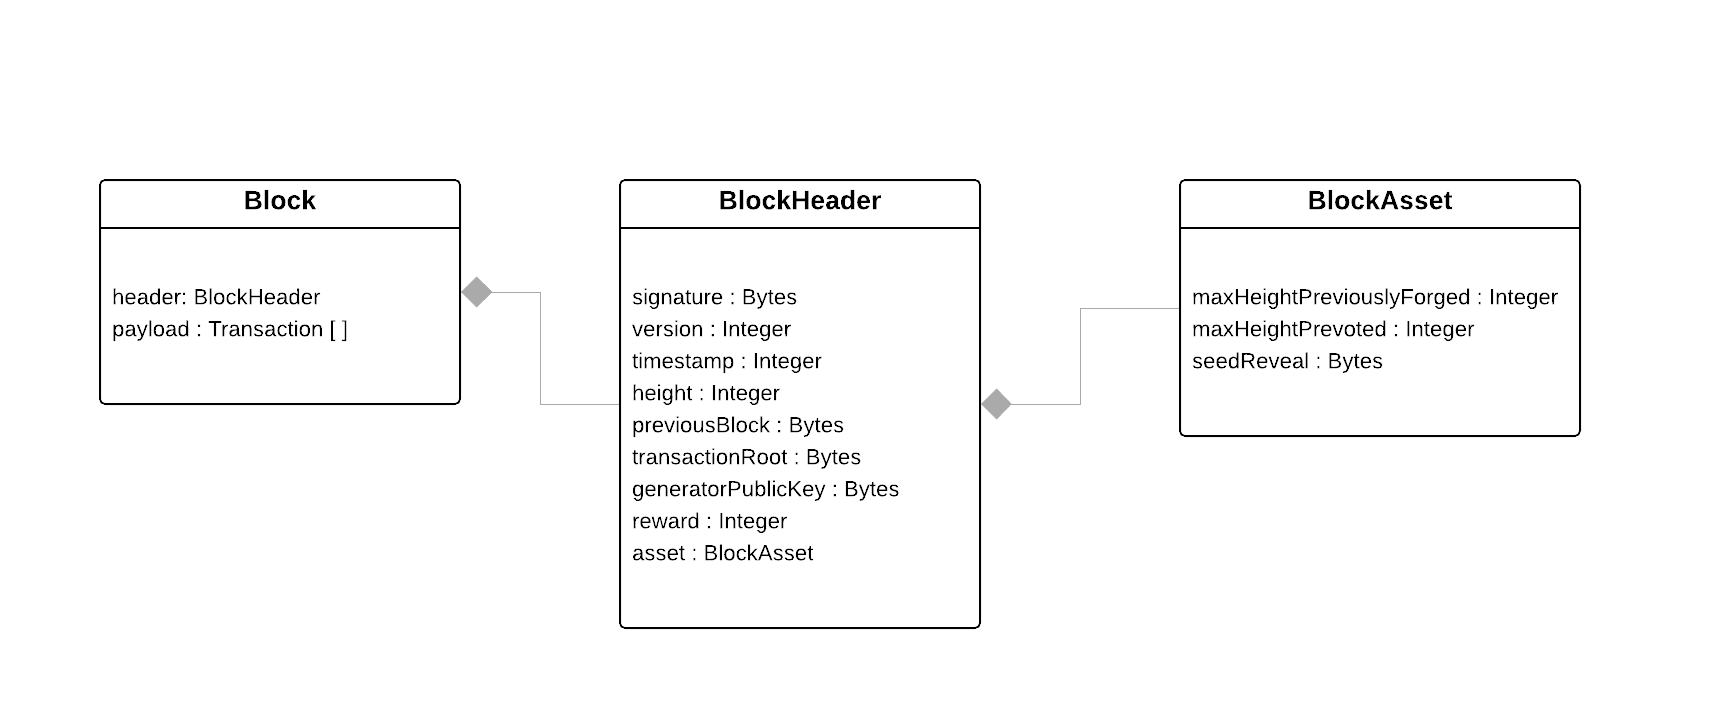 Block
header: BlockHeader
payload : Transaction [ ]
BlockHeader
signature : Bytes
version : Integer
timestamp : Integer
height : Integer
previousBlock : Bytes
transactionRoot : Bytes
generatorPublicKey : Bytes
reward : Integer
asset : BlockAsset
BlockAsset
maxHeightPreviouslyForged : Integer
maxHeightPrevoted : Integer
seedReveal : Bytes